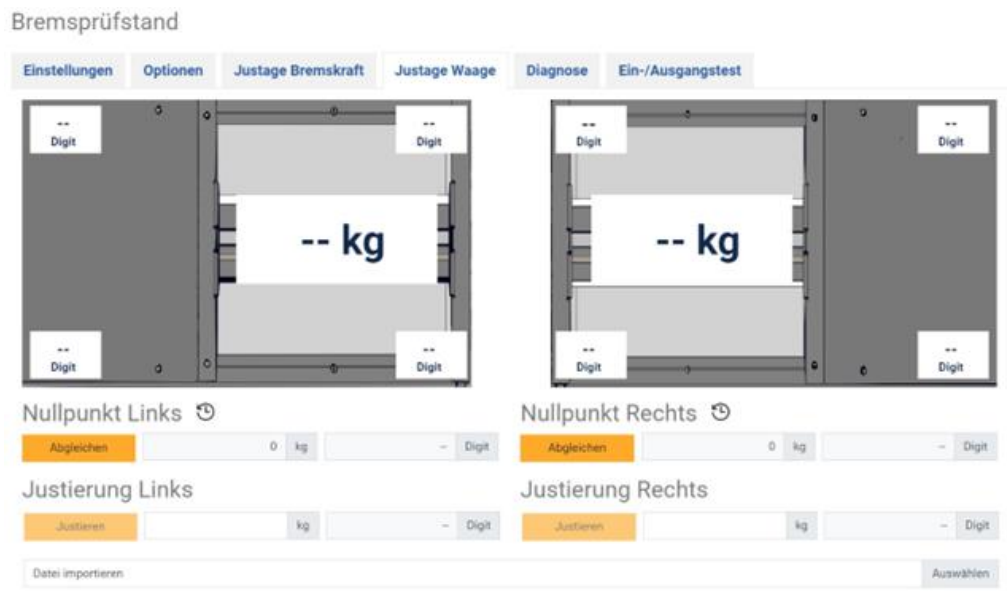 Bremsprüfstand
Einstellungen Optionen Justage Bremskraft Justage Waage Diagnose Ein-/Ausgangstest
-- Digit -- Digit -- Digit -- Digit
-- kg -- kg
-- Digit -- Digit -- Digit -- Digit
Nullpunkt Links Nullpunkt Rechts
Abgleichen 0 kg -- Digit Abgleichen 0 kg -- Digit
Justierung Links Justierung Rechts
Justieren kg -- Digit Justieren kg -- Digit
Datei importieren Auswählen